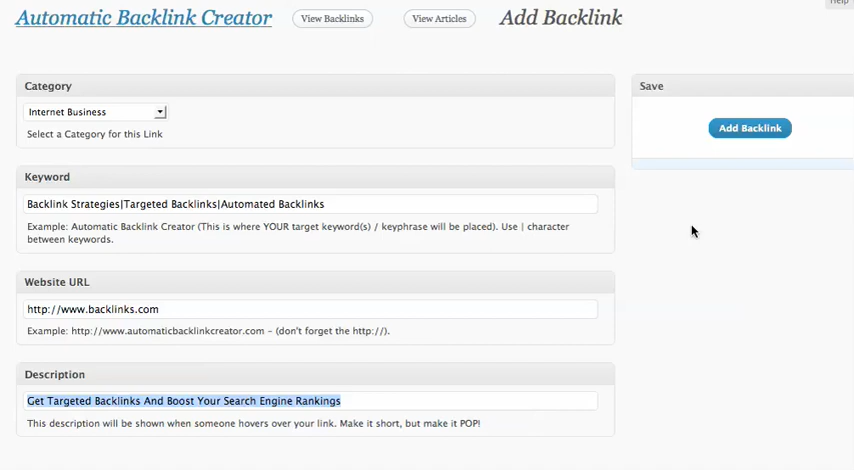 Automatic Backlink Creator View Backlinks View Articles Add Backlink Help
Category
Internet Business
Select a Category for this Link
Save
Add Backlink
Keyword
Backlink Strategies|Targeted Backlinks|Automated Backlinks
Example: Automatic Backlink Creator (This is where YOUR target keyword(s) / keyphrase will be placed). Use | character
between keywords.
Website URL
http://www.backlinks.com
Example: http://www.automaticbacklinkcreator.com – (don't forget the http://).
Description
Get Targeted Backlinks And Boost Your Search Engine Rankings
This description will be shown when someone hovers over your link. Make it short, but make it POP!